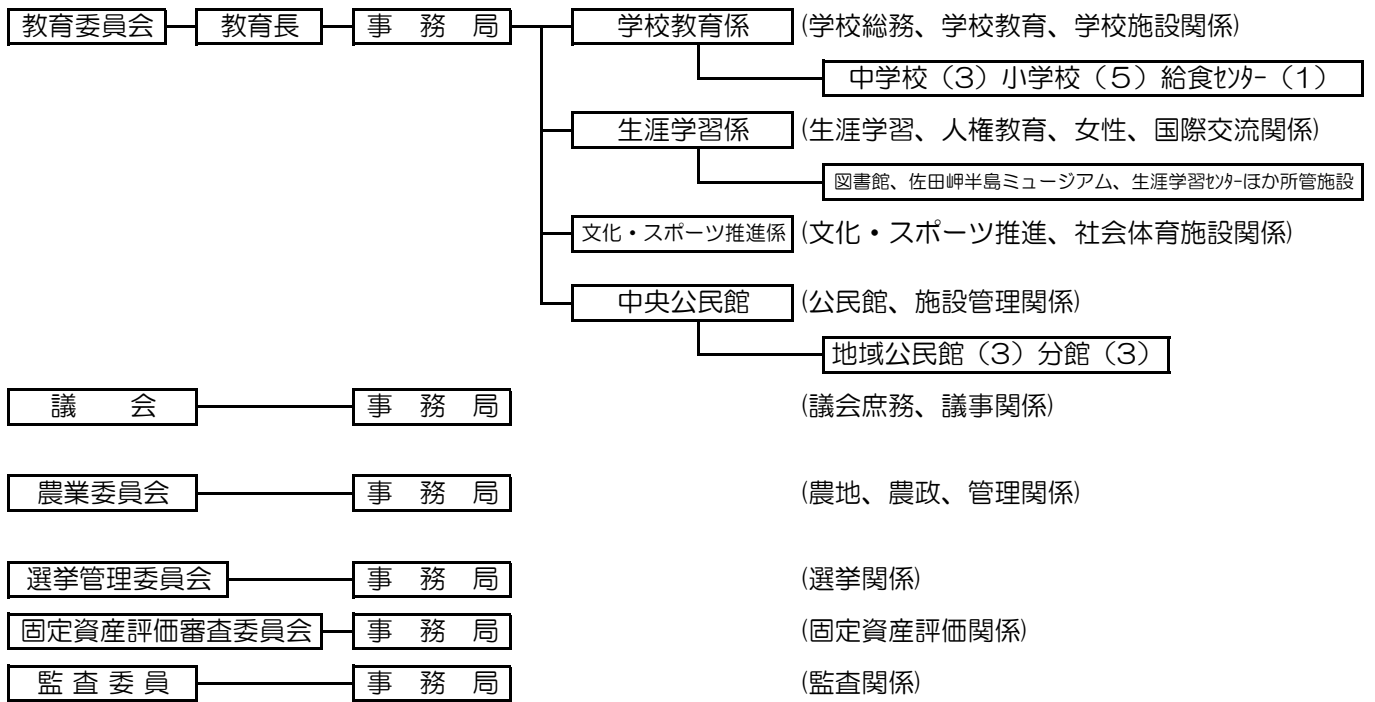 教育委員会 教育長 事 務 局 学校教育係 (学校総務、学校教育、学校施設関係)
中学校（3）小学校（5）給食ｾﾝﾀｰ（1）
生涯学習係 (生涯学習、人権教育、女性、国際交流関係)
図書館、佐田岬半島ミュージアム、生涯学習ｾﾝﾀｰほか所管施設
文化・スポーツ推進係 (文化・スポーツ推進、社会体育施設関係)
中央公民館 (公民館、施設管理関係)
地域公民館（3）分館（3）
議 会 事 務 局 (議会庶務、議事関係)
農業委員会 事 務 局 (農地、農政、管理関係)
選挙管理委員会 事 務 局 (選挙関係)
固定資産評価審査委員会 事 務 局 (固定資産評価関係)
監 査 委 員 事 務 局 (監査関係)